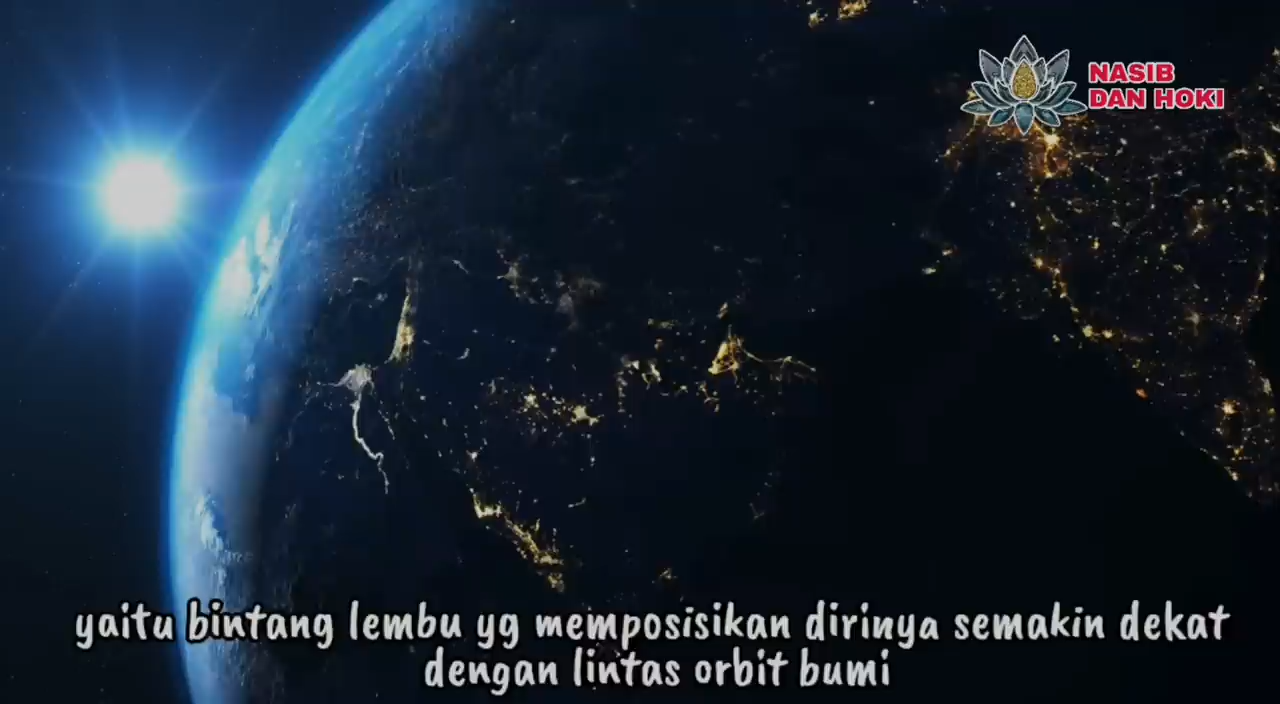 NASIB
DAN HOKI
yaitu bintang lembu yg memposisikan dirinya semakin dekat
dengan lintas orbit bumi